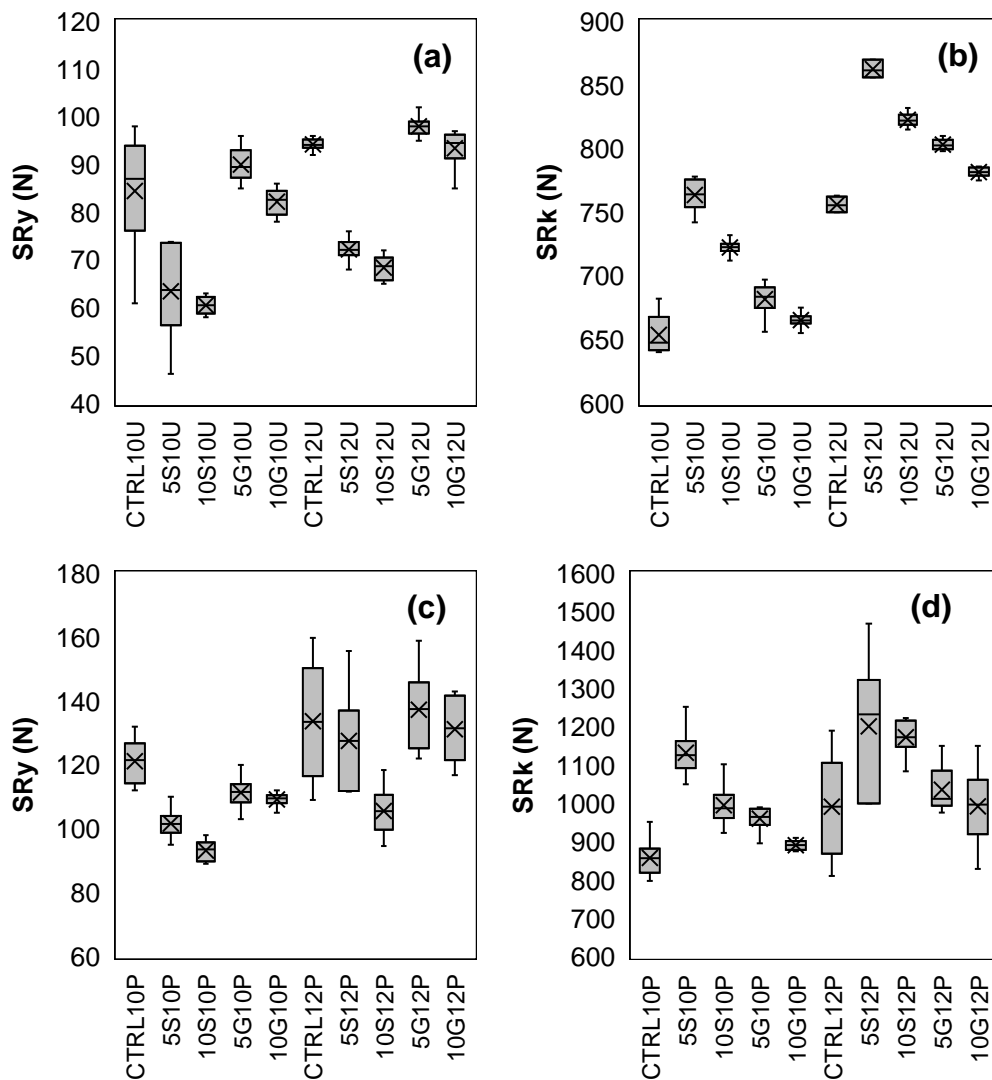 120
110
100
90
80
70
60
50
40
SRy (N)
(a)
CTRL10U
5S10U
10S10U
5G10U
10G10U
CTRL12U
5S12U
10S12U
5G12U
10G12U
900
850
800
750
700
650
600
SRk (N)
(b)
CTRL10U
5S10U
10S10U
5G10U
10G10U
CTRL12U
5S12U
10S12U
5G12U
10G12U
180
160
140
120
100
80
60
SRy (N)
(c)
CTRL10P
5S10P
10S10P
5G10P
10G10P
CTRL12P
5S12P
10S12P
5G12P
10G12P
1600
1500
1400
1300
1200
1100
1000
900
800
700
600
SRk (N)
(d)
CTRL10P
5S10P
10S10P
5G10P
10G10P
CTRL12P
5S12P
10S12P
5G12P
10G12P